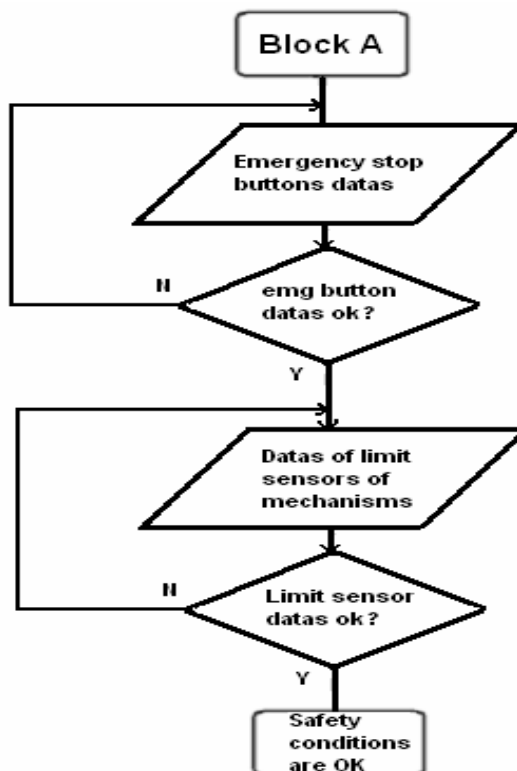 Block A
Emergency stop
buttons datas
N
emg button
datas ok?
Y
Datas of limit
sensors of
mechanisms
N
Limit sensor
datas ok?
Y
Safety
conditions
are OK